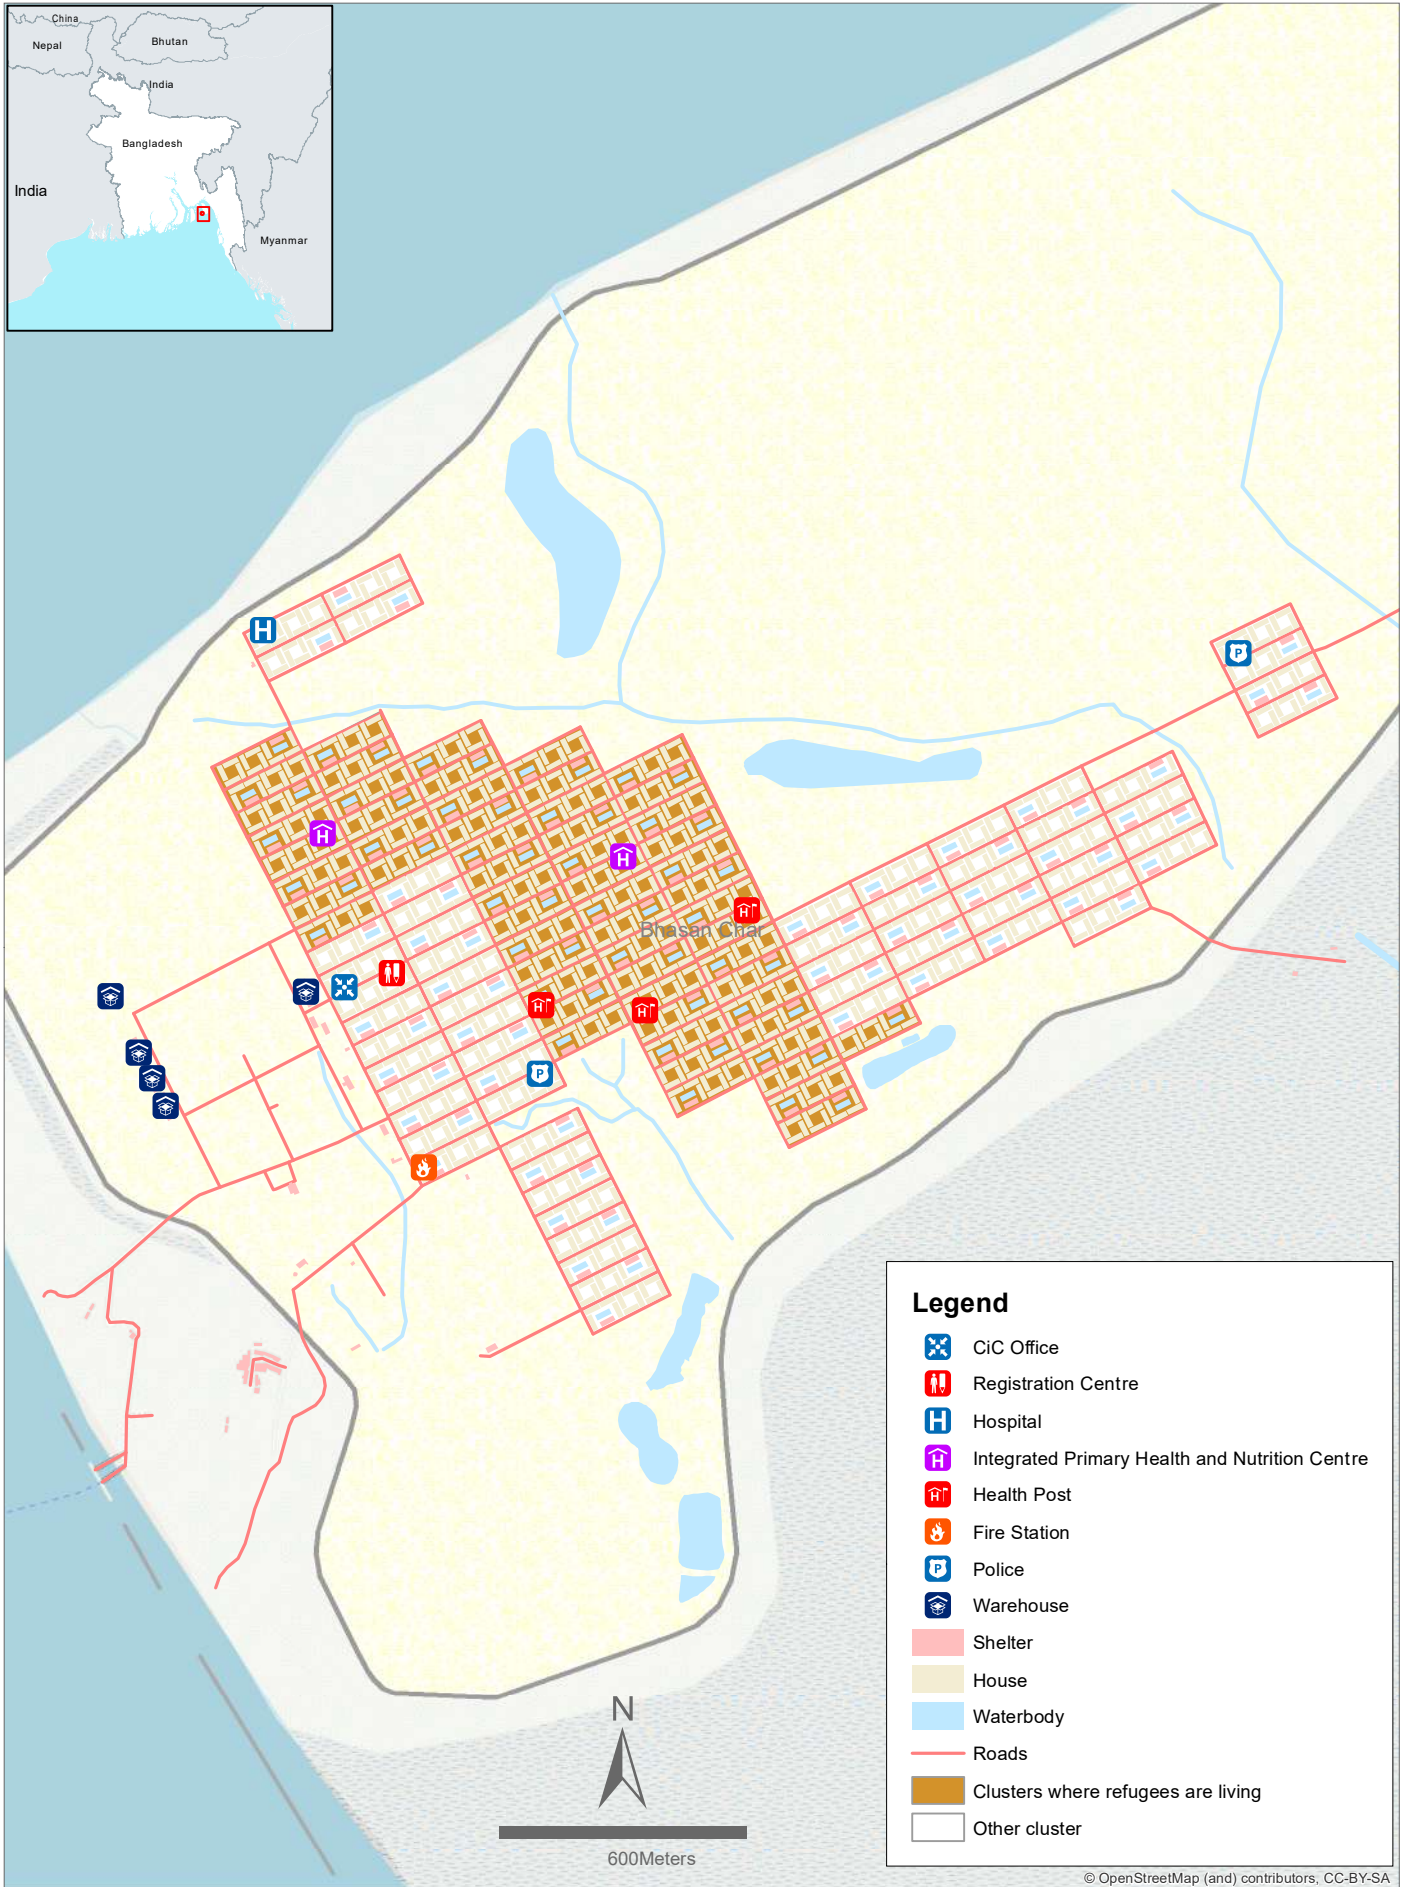 China
Nepal
Bhutan
India
Bangladesh
India
Myanmar
Bhasan Char
Legend
CiC Office
Registration Centre
Hospital
Integrated Primary Health and Nutrition Centre
Health Post
Fire Station
Police
Warehouse
Shelter
House
Waterbody
Roads
Clusters where refugees are living
Other cluster
N
600Meters
© OpenStreetMap (and) contributors, CC-BY-SA